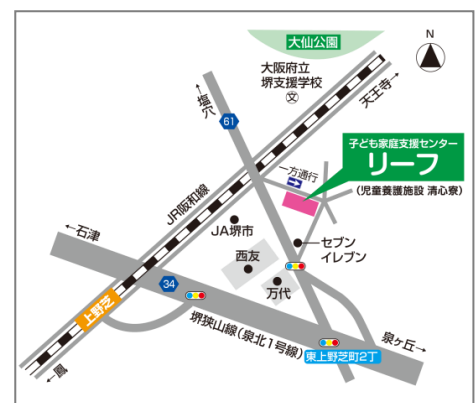 大仙公園
N
大阪府立
堺支援学校
文
天王寺
塩穴
61
子ども家庭支援センター
リーフ
一方通行
(児童養護施設 清心寮)
JR阪和線
JA堺市
セブン
イレブン
石津
西友
34
万代
上野芝
堺狭山線(泉北1号線)
泉ヶ丘
東上野芝町2丁
鳳